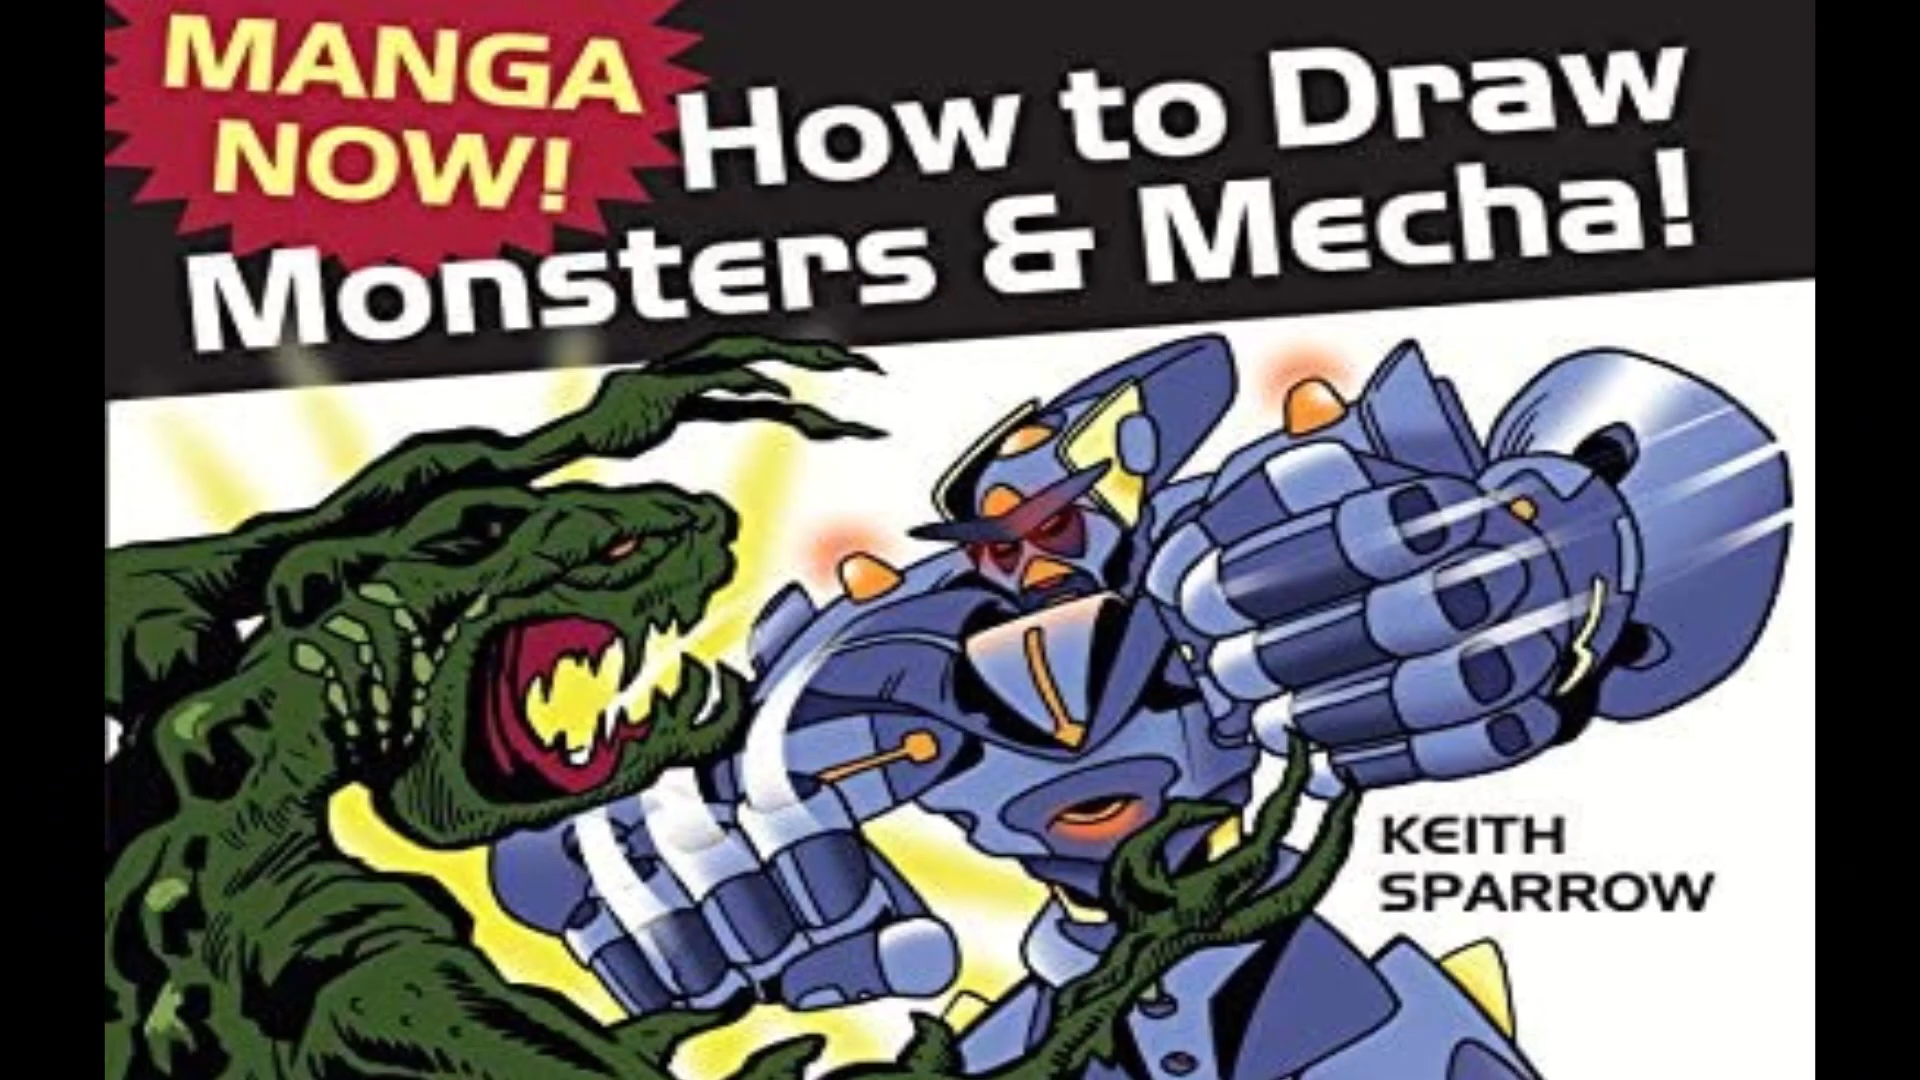 MANGA
NOW!
How to Draw
Monsters & Mecha!
KEITH
SPARROW